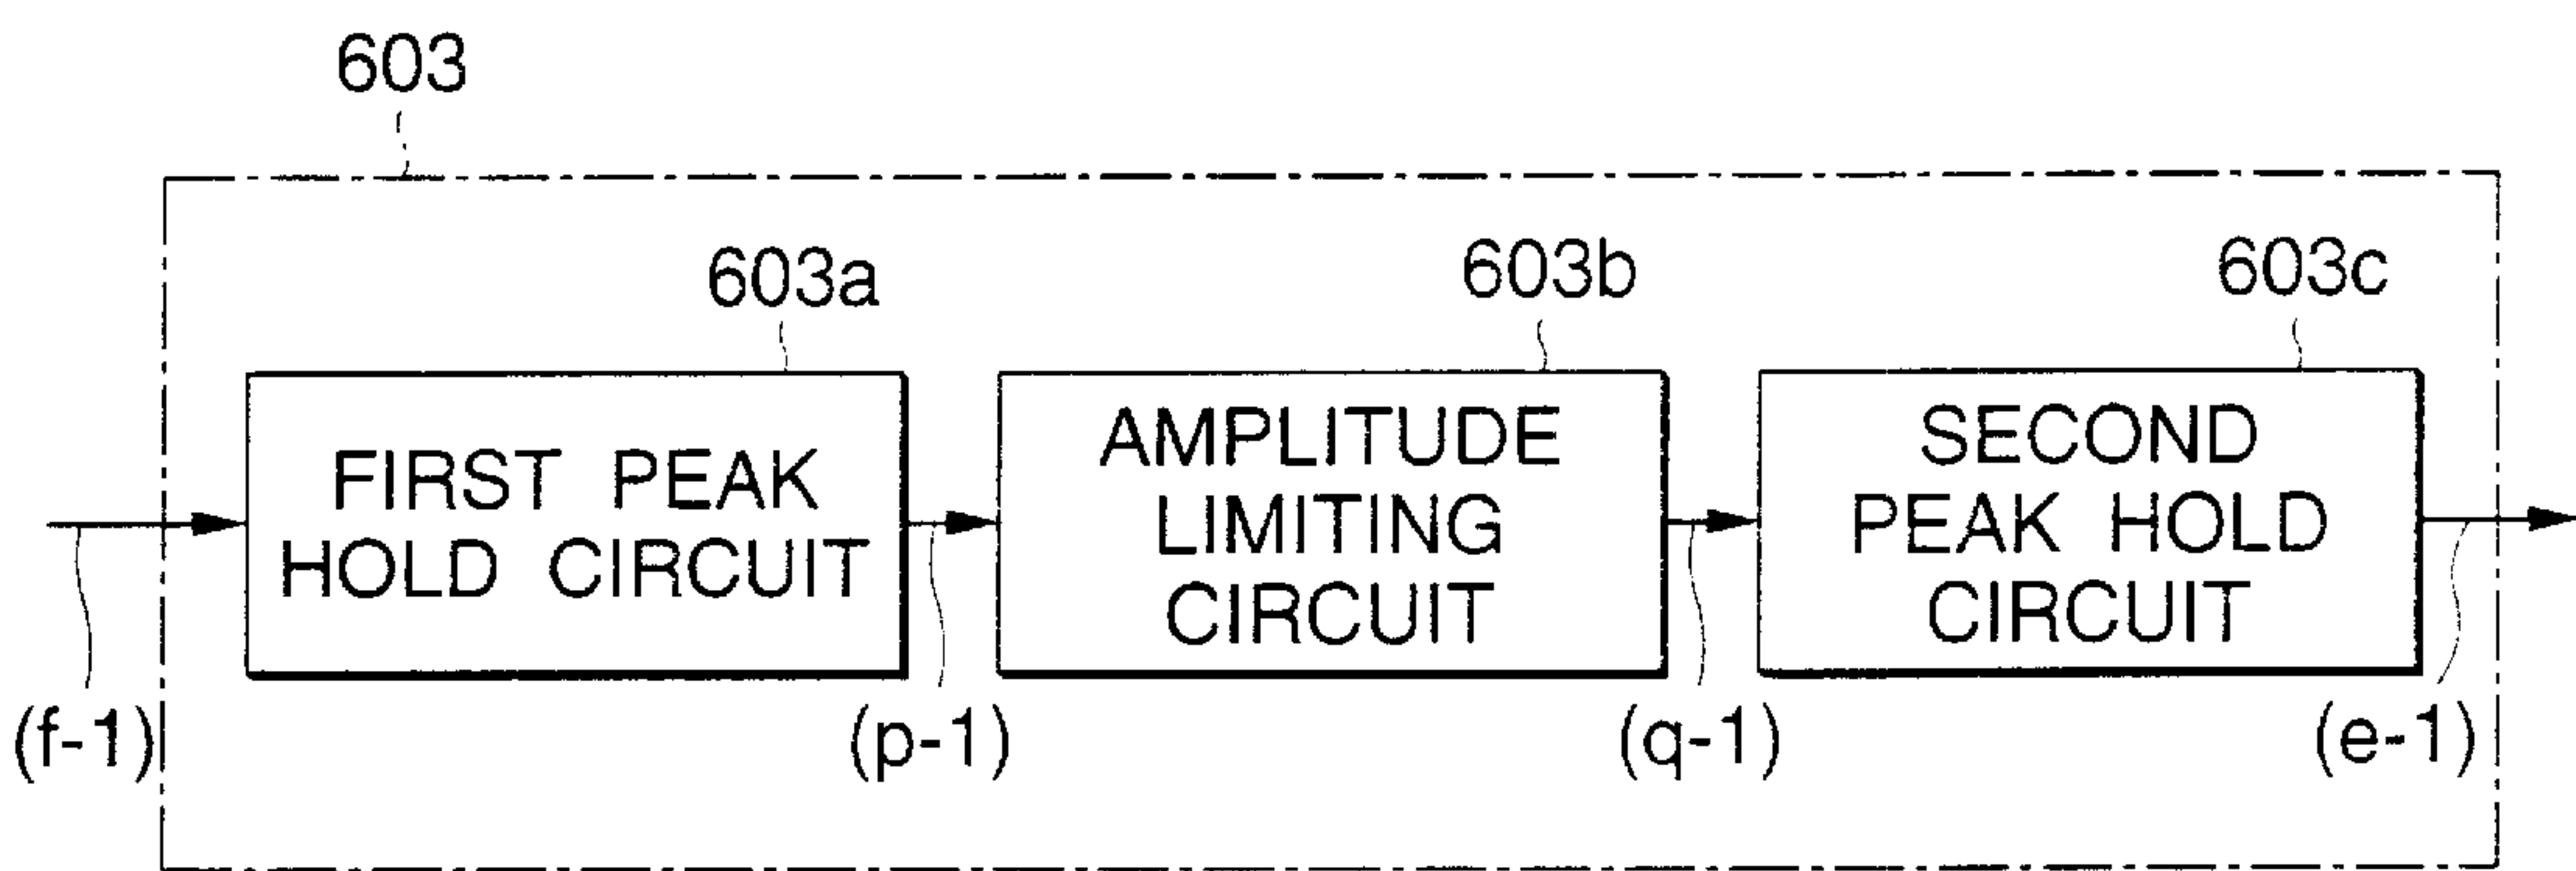 603
603a
603b
603c
FIRST PEAK
HOLD CIRCUIT
AMPLITUDE
LIMITING
CIRCUIT
SECOND
PEAK HOLD
CIRCUIT
(f-1)
(p-1)
(q-1)
(e-1)